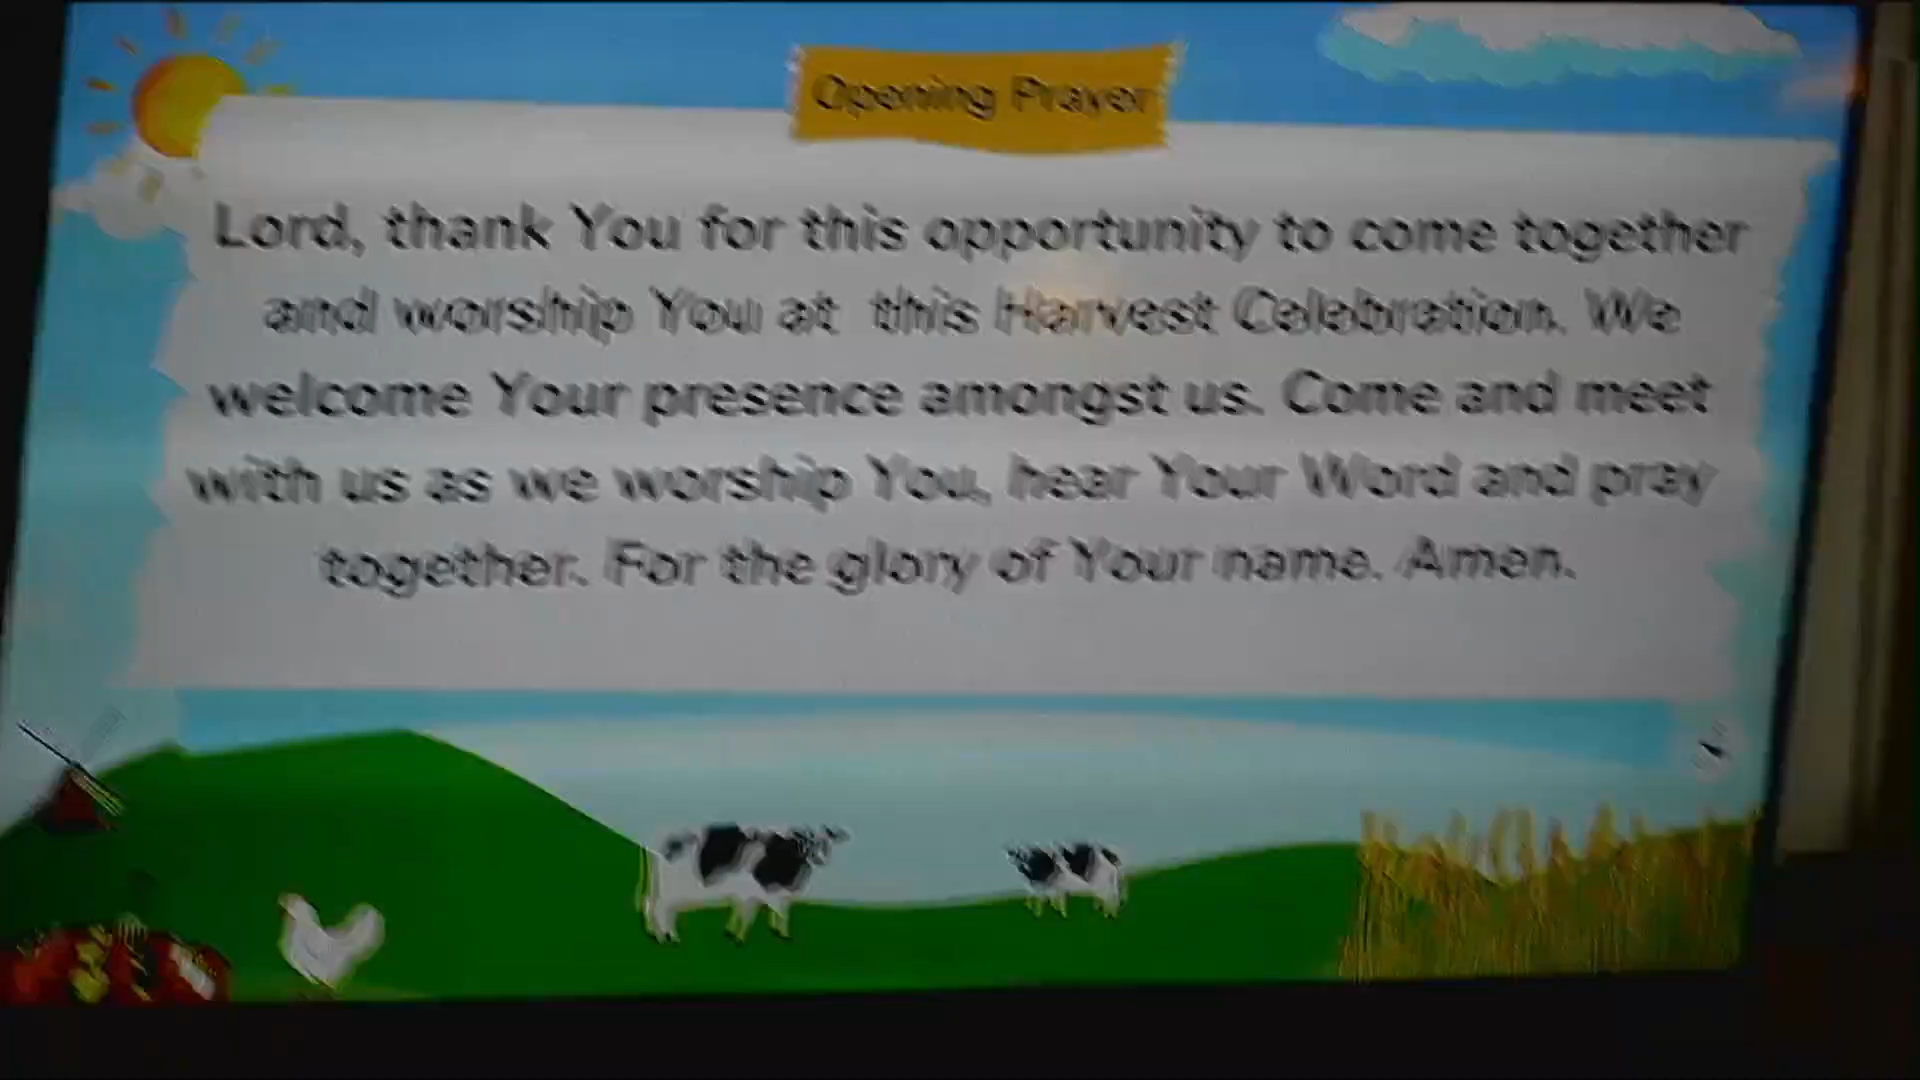 Opening Prayer
Lord, thank You for this opportunity to come together
and worship You at this Harvest Celebration. We
welcome Your presence amongst us. Come and meet
with us as we worship You, hear Your Word and pray
together. For the glory of Your name. Amen.